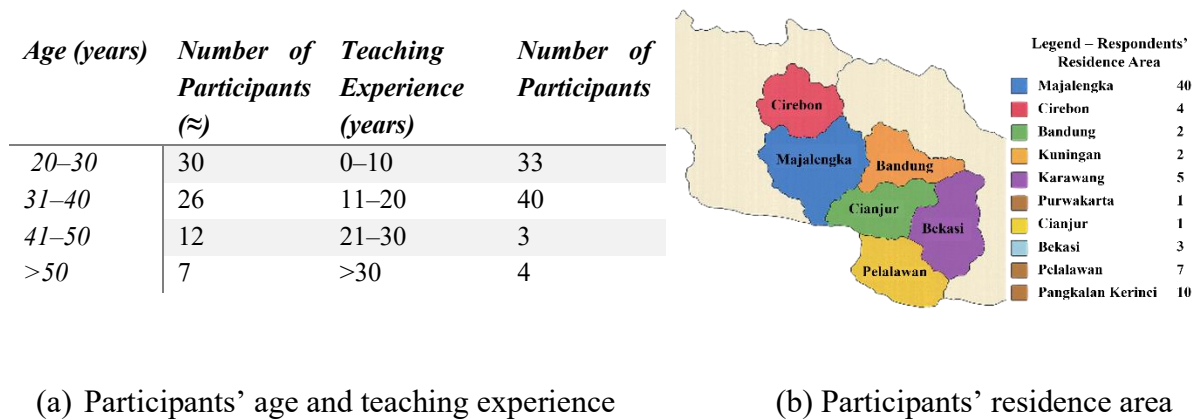 Age (years) Number of Participants (≈) Teaching Experience (years) Number of Participants
20–30 30 0–10 33
31–40 26 11–20 40
41–50 12 21–30 3
>50 7 >30 4
Cirebon
Majalengka
Bandung
Cianjur
Bekasi
Pelalawan
Legend – Respondents’
Residence Area
Majalengka 40
Cirebon 4
Bandung 2
Kuningan 2
Karawang 5
Purwakarta 1
Cianjur 1
Bekasi 3
Pelalawan 7
Pangkalan Kerinci 10
(a) Participants’ age and teaching experience
(b) Participants’ residence area